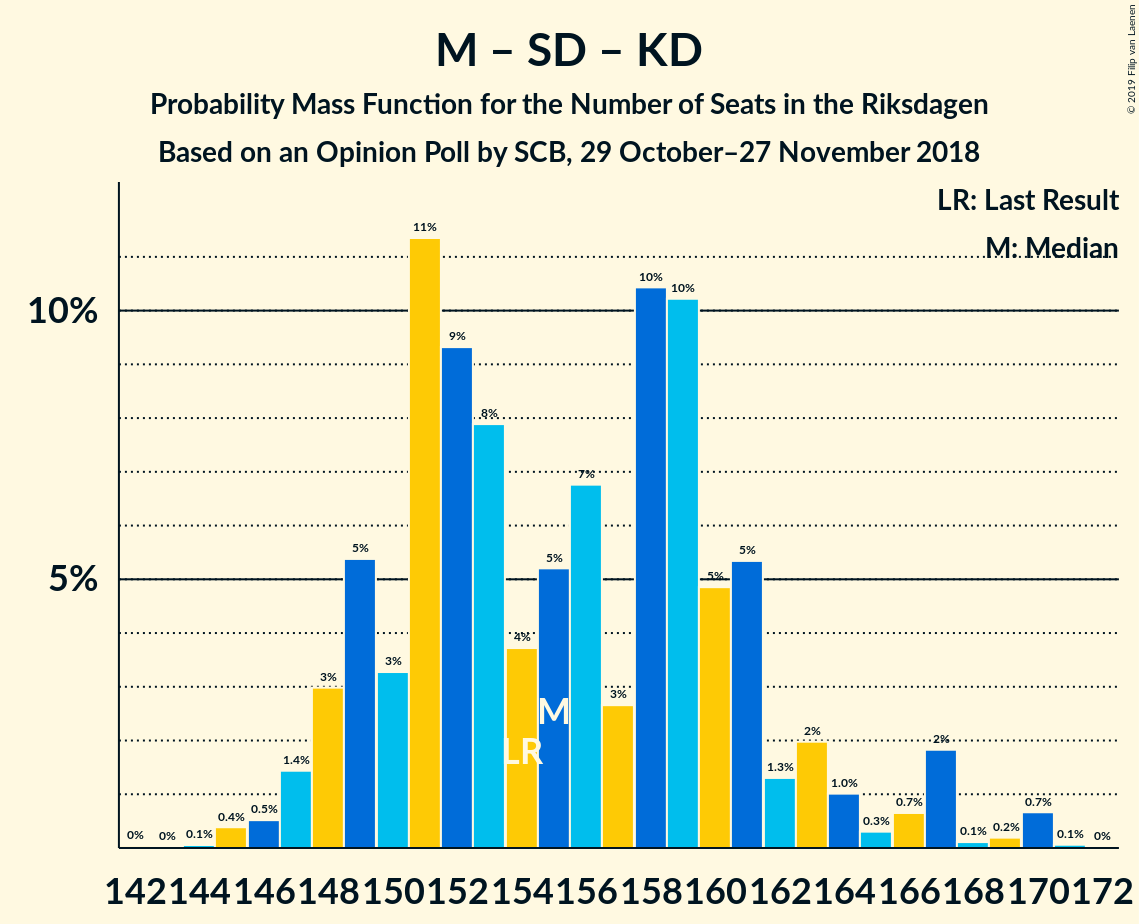 M – SD – KD
Probability Mass Function for the Number of Seats in the Riksdagen
Based on an Opinion Poll by SCB, 29 October–27 November 2018
© 2019 Filip van Laenen
LR: Last Result
M: Median
10%
5%
0% 0% 0.1% 0.4% 0.5% 1.4% 3% 5% 3% 11% 9% 8% 4% 5% 7% 3% 10% 10% 5% 5% 1.3% 2% 1.0% 0.3% 0.7% 2% 0.1% 0.2% 0.7% 0.1% 0%
M
LR
142 144 146 148 150 152 154 156 158 160 162 164 166 168 170 172